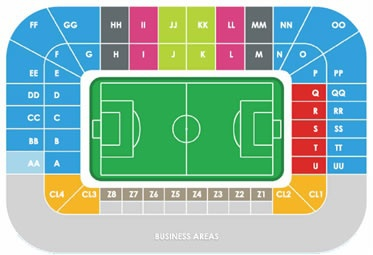 FF GG HH II JJ KK LL MM NN OO
F G H I J K L M N O
EE E P PP
DD D Q QQ
CC C R RR
S SS
BB B T TT
AA A U UU
CL4 CL3 Z8 Z7 Z6 Z5 Z4 Z3 Z2 Z1 CL2 CL1
BUSINESS AREAS